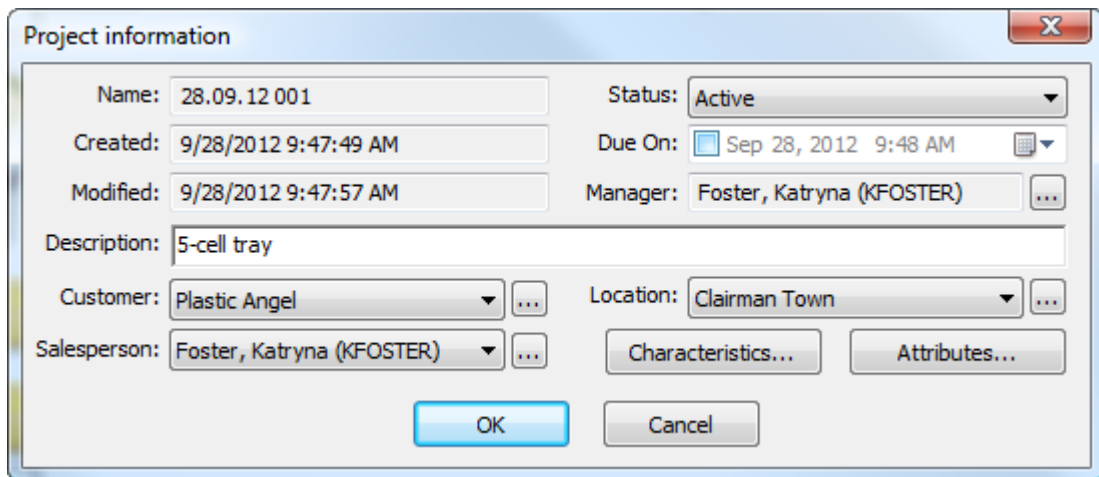 Project information
Name: 28.09.12 001 Status: Active
Created: 9/28/2012 9:47:49 AM Due On: Sep 28, 2012 9:48 AM
Modified: 9/28/2012 9:47:57 AM Manager: Foster, Katryna (KFOSTER) ...
Description: 5-cell tray
Customer: Plastic Angel ... Location: Clairman Town ...
Salesperson: Foster, Katryna (KFOSTER) ... Characteristics... Attributes...
OK Cancel